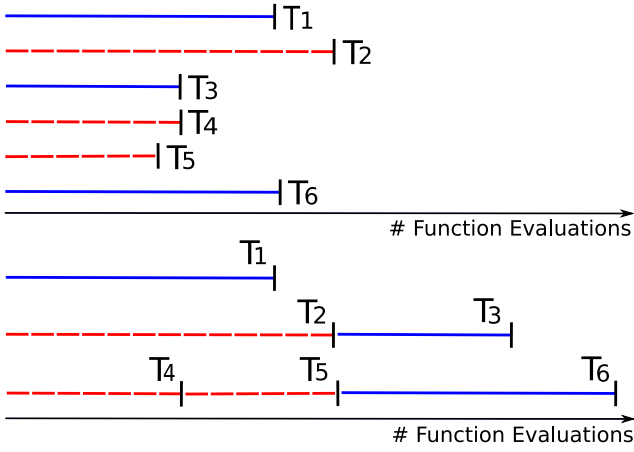 T1
T2
T3
T4
T5
T6
# Function Evaluations
T1
T2 T3
T4 T5 T6
# Function Evaluations